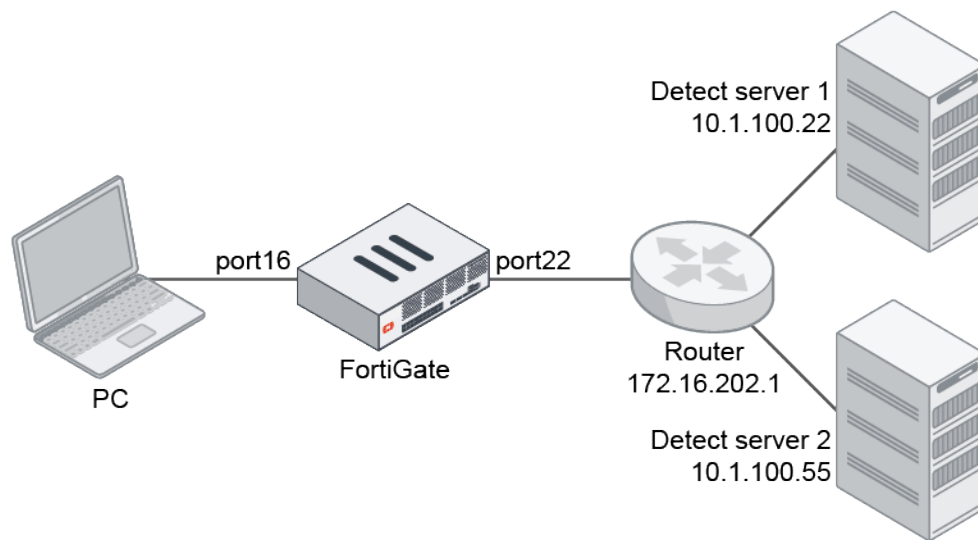 Detect server 1
10.1.100.22
port16
port22
PC
FortiGate
Router
172.16.202.1
Detect server 2
10.1.100.55